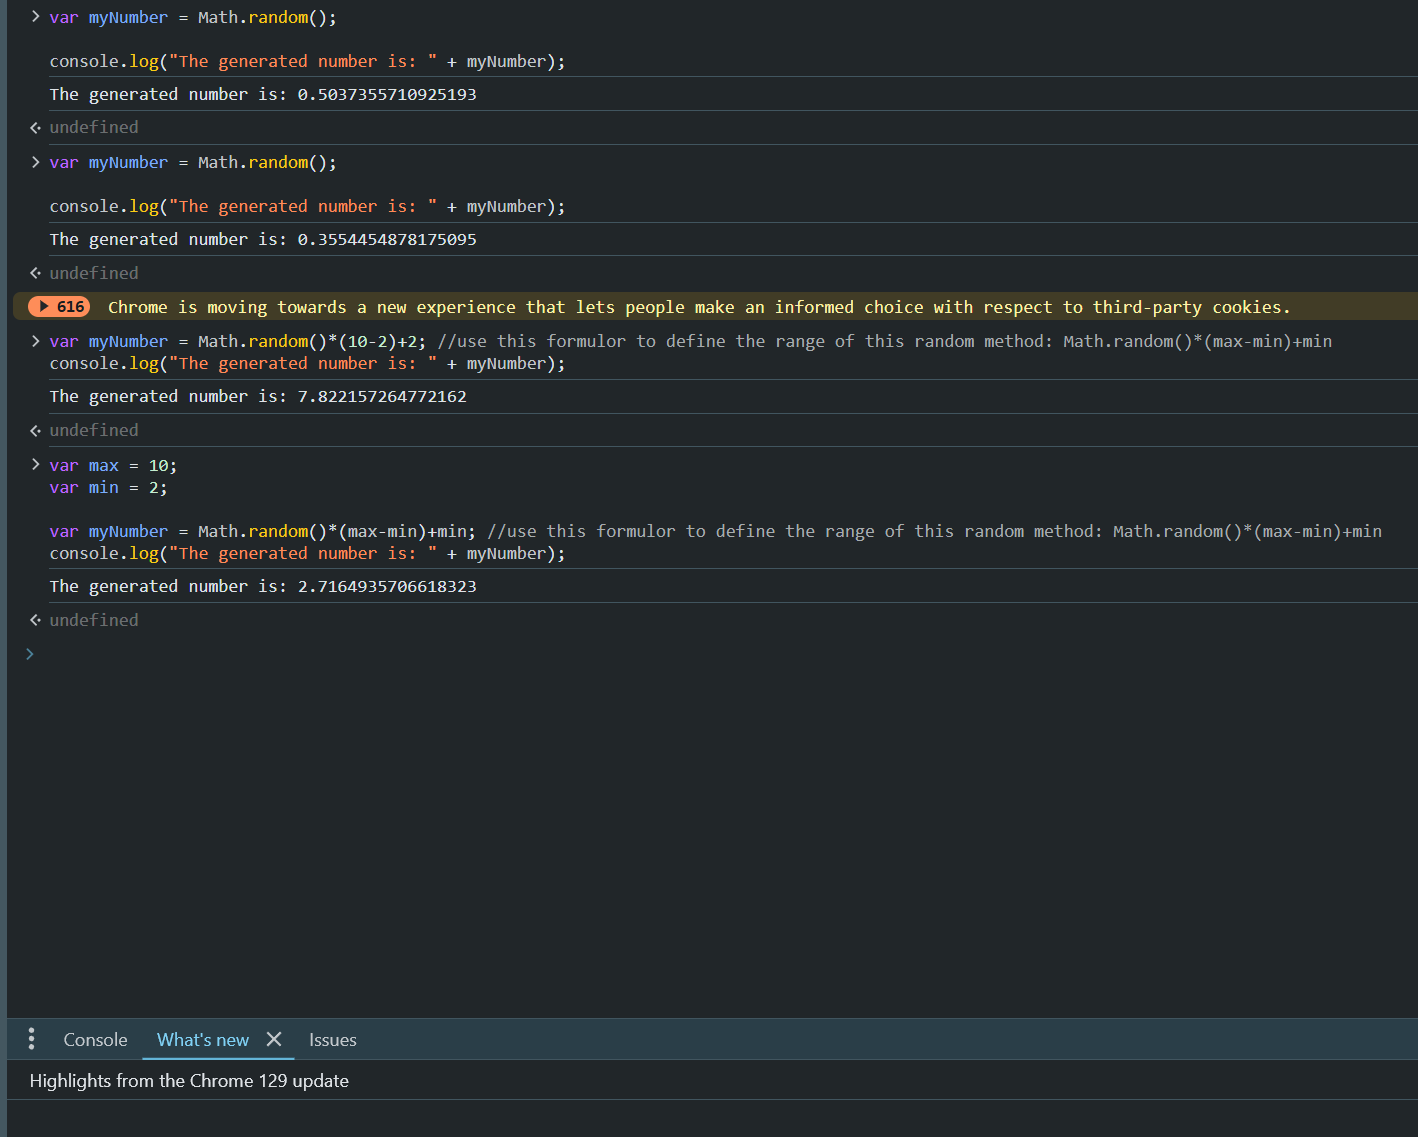 > var myNumber = Math.random();
console.log("The generated number is: " + myNumber);
The generated number is: 0.5037355710925193
undefined
> var myNumber = Math.random();
console.log("The generated number is: " + myNumber);
The generated number is: 0.3554454878175095
undefined
616 Chrome is moving towards a new experience that lets people make an informed choice with respect to third-party cookies.
> var myNumber = Math.random()*(10-2)+2; //use this formulor to define the range of this random method: Math.random()*(max-min)+min
console.log("The generated number is: " + myNumber);
The generated number is: 7.822157264772162
undefined
> var max = 10;
var min = 2;
var myNumber = Math.random()*(max-min)+min; //use this formulor to define the range of this random method: Math.random()*(max-min)+min
console.log("The generated number is: " + myNumber);
The generated number is: 2.7164935706618323
undefined
>
Console What's new Issues
Highlights from the Chrome 129 update